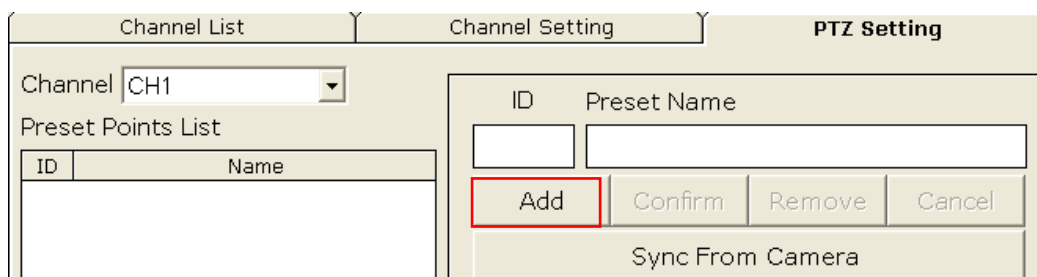 Channel List Channel Setting PTZ Setting
Channel CH1
Preset Points List
ID Name
ID Preset Name
Add Confirm Remove Cancel
Sync From Camera